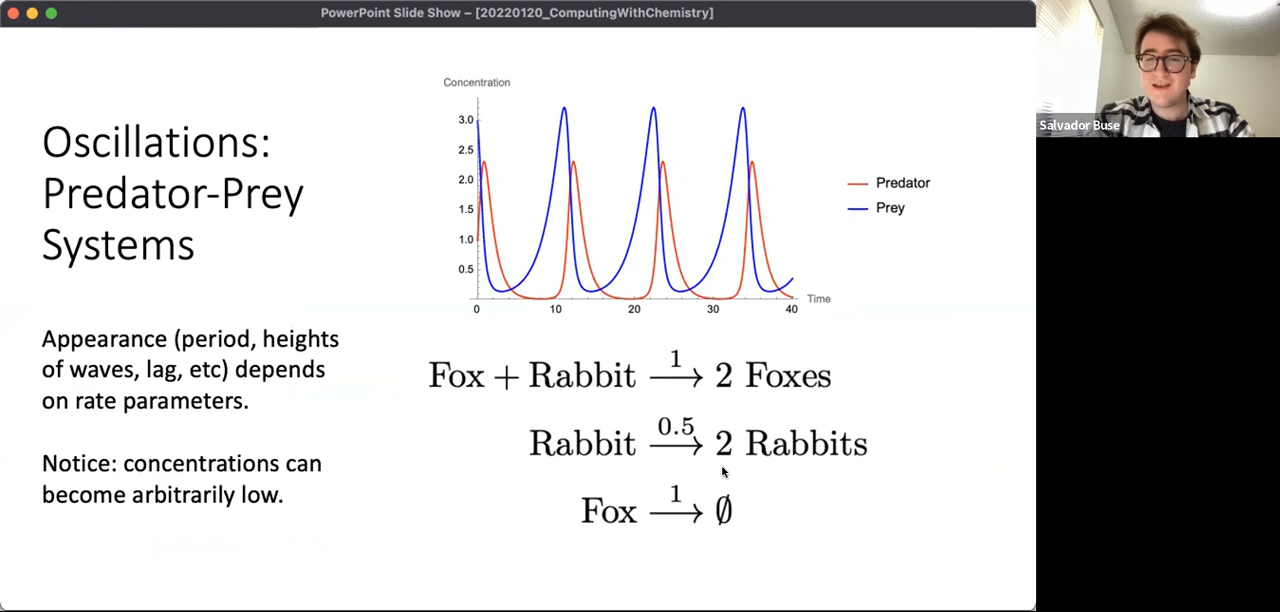 PowerPoint Slide Show – [20220120_ComputingWithChemistry]
Salvador Buse
Oscillations:
Predator-Prey
Systems
Appearance (period, heights
of waves, lag, etc) depends
on rate parameters.
Notice: concentrations can
become arbitrarily low.
Concentration
3.0
2.5
2.0
1.5
1.0
0.5
0 10 20 30 40
Time
Predator
Prey
Fox + Rabbit 1 → 2 Foxes
Rabbit 0.5 → 2 Rabbits
Fox 1 → ∅